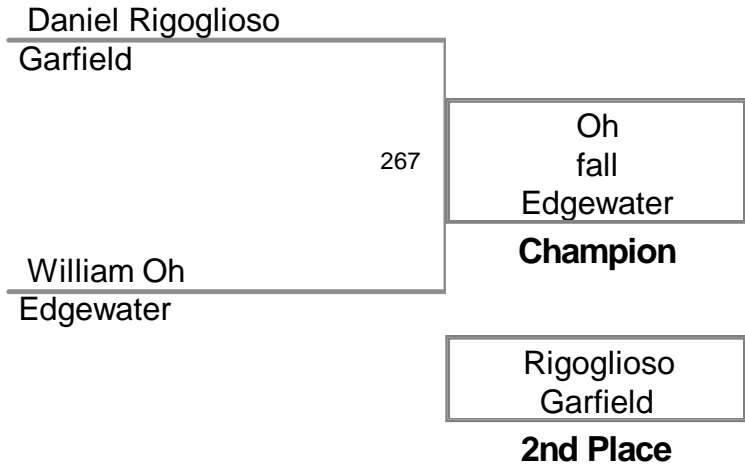 Daniel Rigoglioso
Garfield
267
Oh
fall
Edgewater
Champion
William Oh
Edgewater
Rigoglioso
Garfield
2nd Place